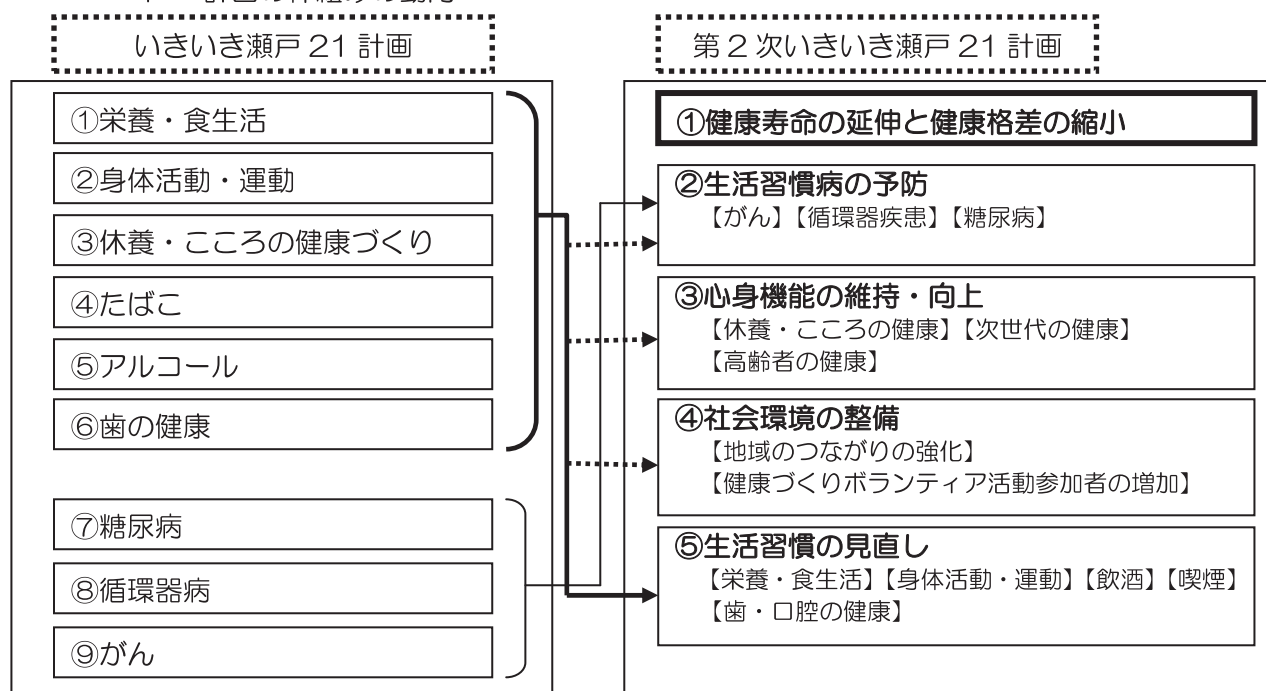 いきいき瀬戸 21 計画
①栄養・食生活
②身体活動・運動
③休養・こころの健康づくり
④たばこ
⑤アルコール
⑥歯の健康
⑦糖尿病
⑧循環器病
⑨がん
第 2 次いきいき瀬戸 21 計画
①健康寿命の延伸と健康格差の縮小
②生活習慣病の予防
【がん】【循環器疾患】【糖尿病】
③心身機能の維持・向上
【休養・こころの健康】【次世代の健康】
【高齢者の健康】
④社会環境の整備
【地域のつながりの強化】
【健康づくりボランティア活動参加者の増加】
⑤生活習慣の見直し
【栄養・食生活】【身体活動・運動】【飲酒】【喫煙】
【歯・口腔の健康】